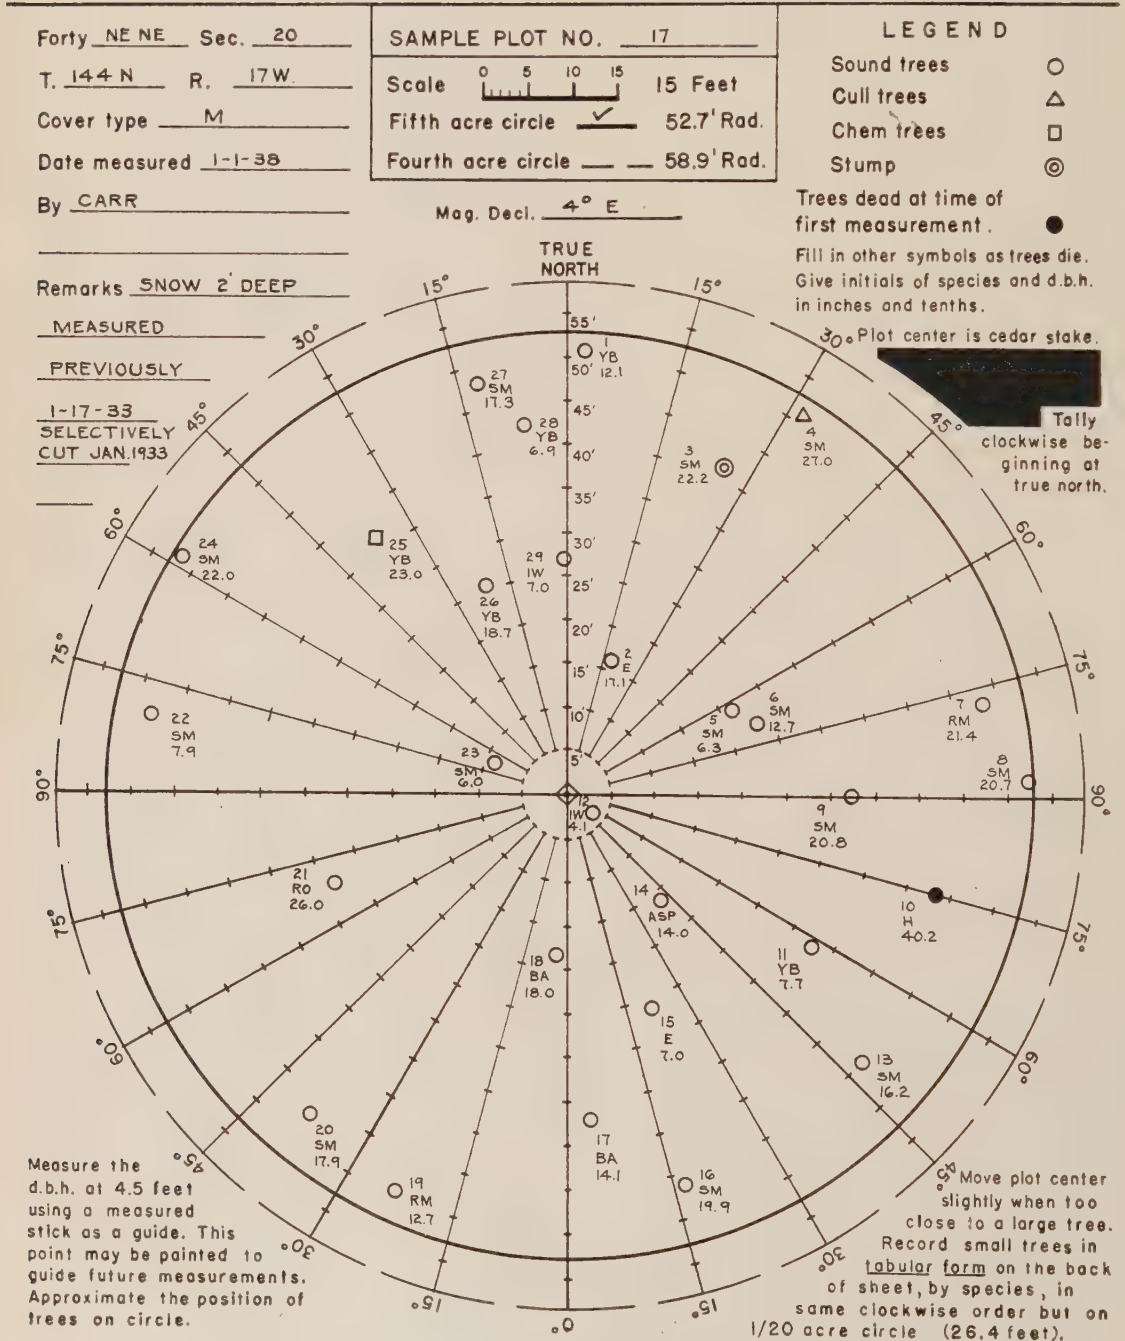 Forty NE NE Sec. 20
T. 144 N R. 17W.
Cover type M
Date measured 1-1-38
By CARR
Remarks SNOW 2' DEEP
MEASURED
PREVIOUSLY
1-17-33
SELECTIVELY
CUT JAN.1933
SAMPLE PLOT NO. 17
Scale 0 5 10 15 15 Feet
Fifth acre circle ✓ 52.7' Rad.
Fourth acre circle 58.9' Rad.
Mag. Decl. 4° E
LEGEND
Sound trees
Cull trees
Chem trees
Stump
Trees dead at time of
first measurement.
Fill in other symbols as trees die.
Give initials of species and d.b.h.
in inches and tenths.
Plot center is cedar stake.
Tally
clockwise be-
ginning at
true north.
TRUE
NORTH
15°
15°
30°
30°
45°
45°
60°
60°
75°
75°
90°
90°
75°
75°
60°
60°
45°
45°
30°
30°
15°
15°
0°
55'
50'
45'
40'
35'
30'
25'
20'
15'
10'
5'
1
YB
12.1
2
E
17.1
3
SM
22.2
4
SM
27.0
5
SM
6.3
6
SM
12.7
7
RM
21.4
8
SM
20.7
9
SM
20.8
10
H
40.2
11
YB
7.7
12
IW
4.1
13
SM
16.2
14
ASP
14.0
15
E
7.0
16
SM
19.9
17
BA
14.1
18
BA
18.0
19
RM
12.7
20
SM
17.9
21
RO
26.0
22
SM
7.9
23
SM
6.0
24
SM
22.0
25
YB
23.0
26
YB
18.7
27
SM
17.3
28
YB
6.9
29
IW
7.0
Measure the
d.b.h. at 4.5 feet
using a measured
stick as a guide. This
point may be painted to
guide future measurements.
Approximate the position of
trees on circle.
Move plot center
slightly when too
close to a large tree.
Record small trees in
tabular form on the back
of sheet, by species, in
same clockwise order but on
1/20 acre circle (26.4 feet).